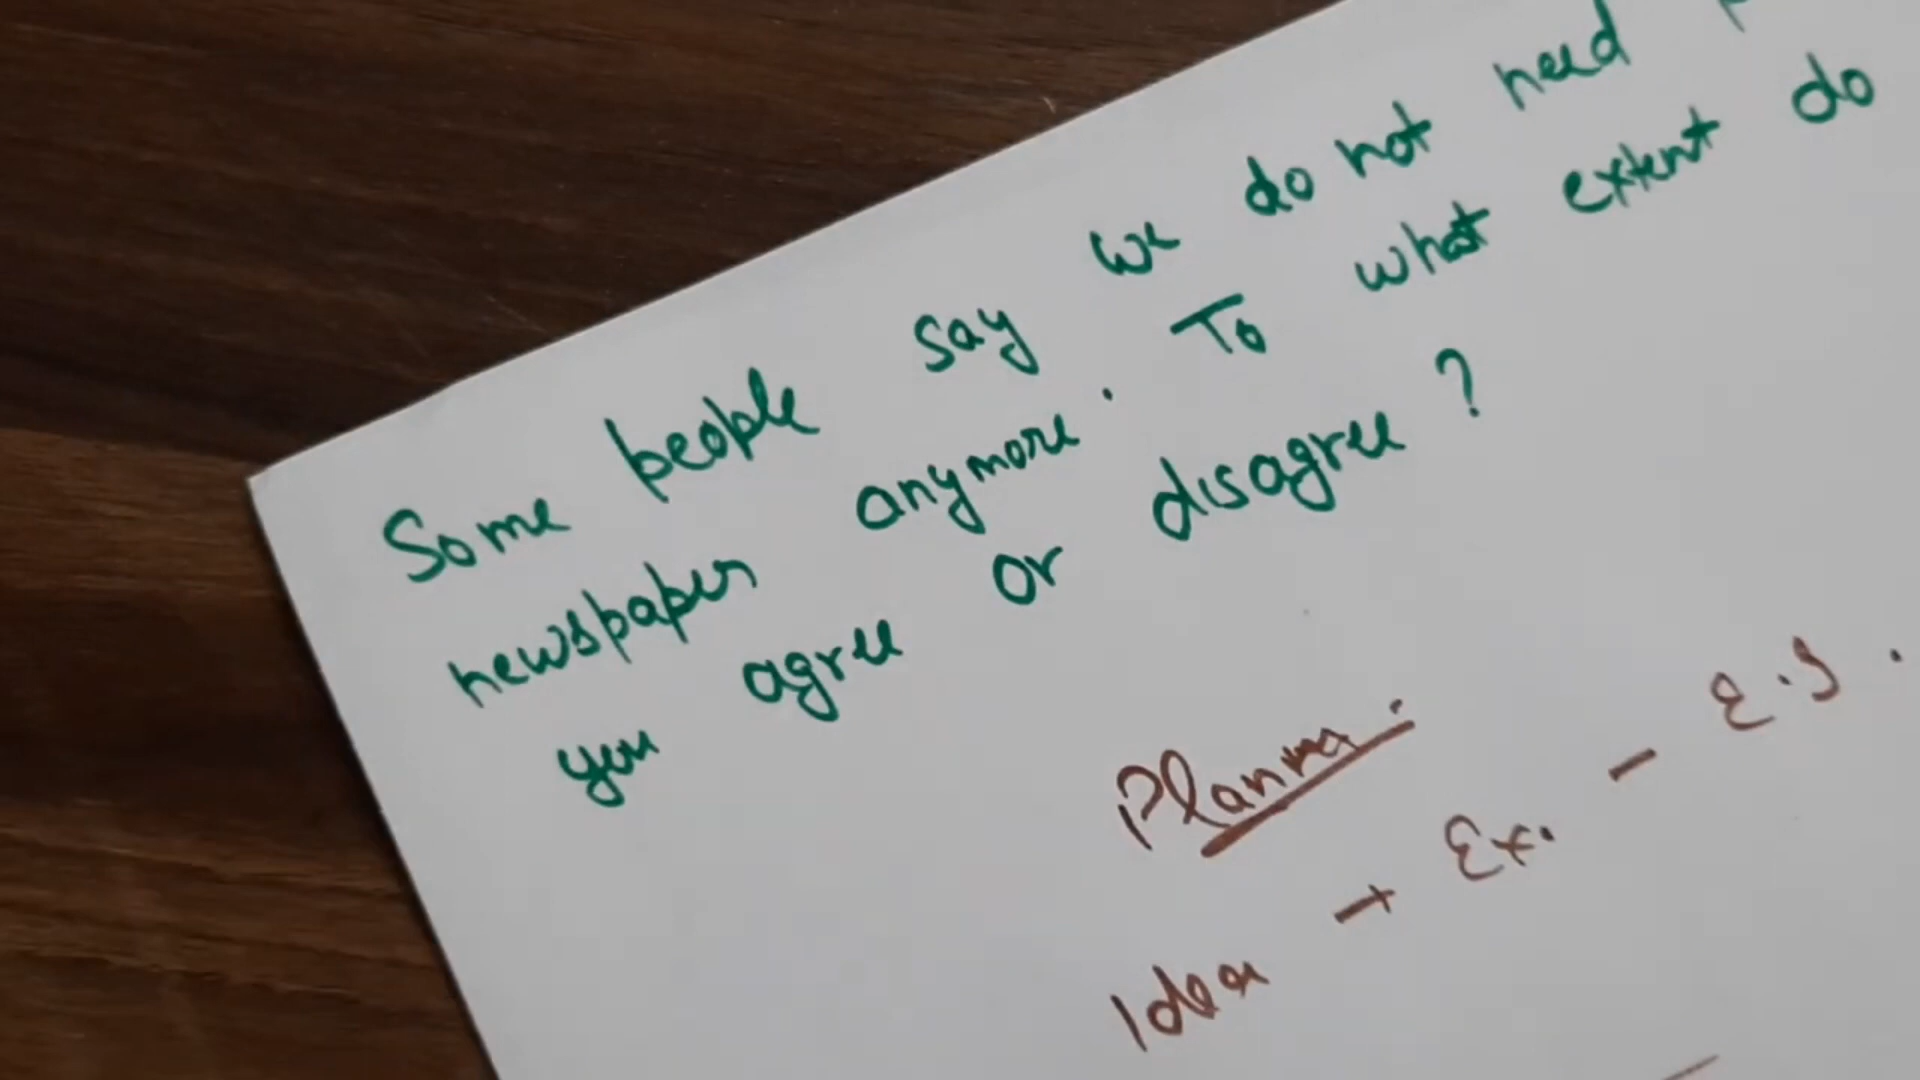 Some people say we do not need
newspapers anymore. To what extent do
you agree or disagree?
Planning:
Idea → Ex. - E.g.